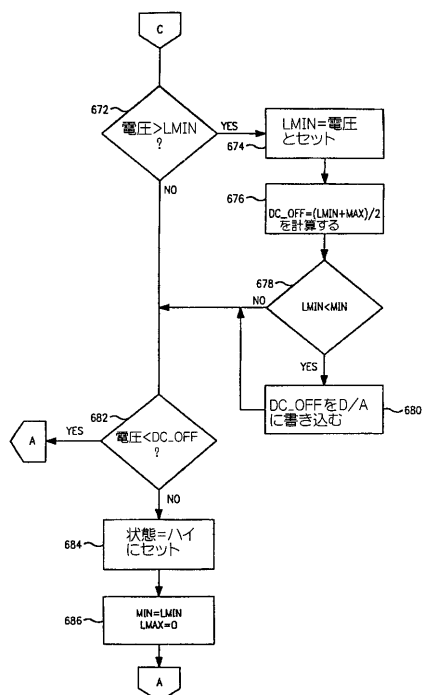 C
672
電圧>LMIN
?
YES
NO
LMIN=電圧
とセット
674
676
DC_OFF=(LMIN+MAX)/2
を計算する
678
NO
LMIN<MIN
YES
DC_OFFをD/A
に書き込む
680
682
A
YES
電圧<DC_OFF
?
NO
684
状態=ハイ
にセット
686
MIN=LMIN
LMAX=0
A